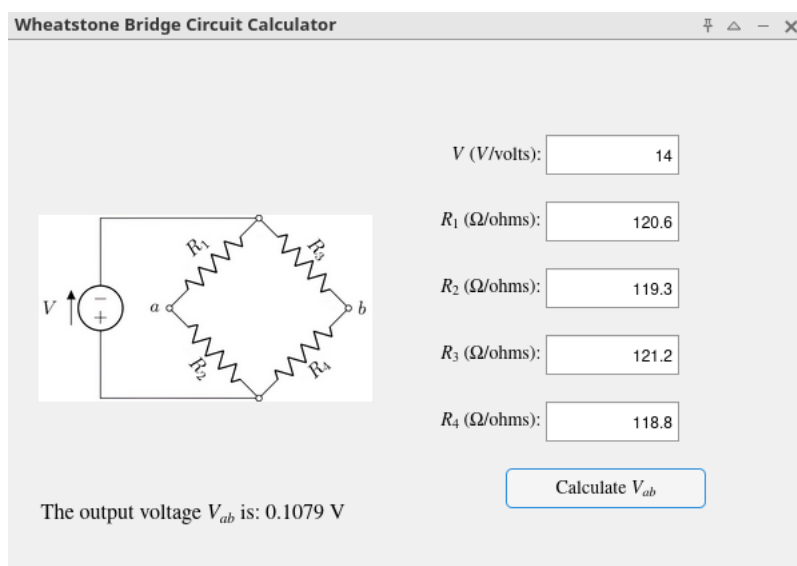 Wheatstone Bridge Circuit Calculator
V (V/volts): 14
R₁ (Ω/ohms): 120.6
R₂ (Ω/ohms): 119.3
R₃ (Ω/ohms): 121.2
R₄ (Ω/ohms): 118.8
Calculate Vab
V
−
+
R₁
R₃
a
b
R₂
R₄
The output voltage Vab is: 0.1079 V